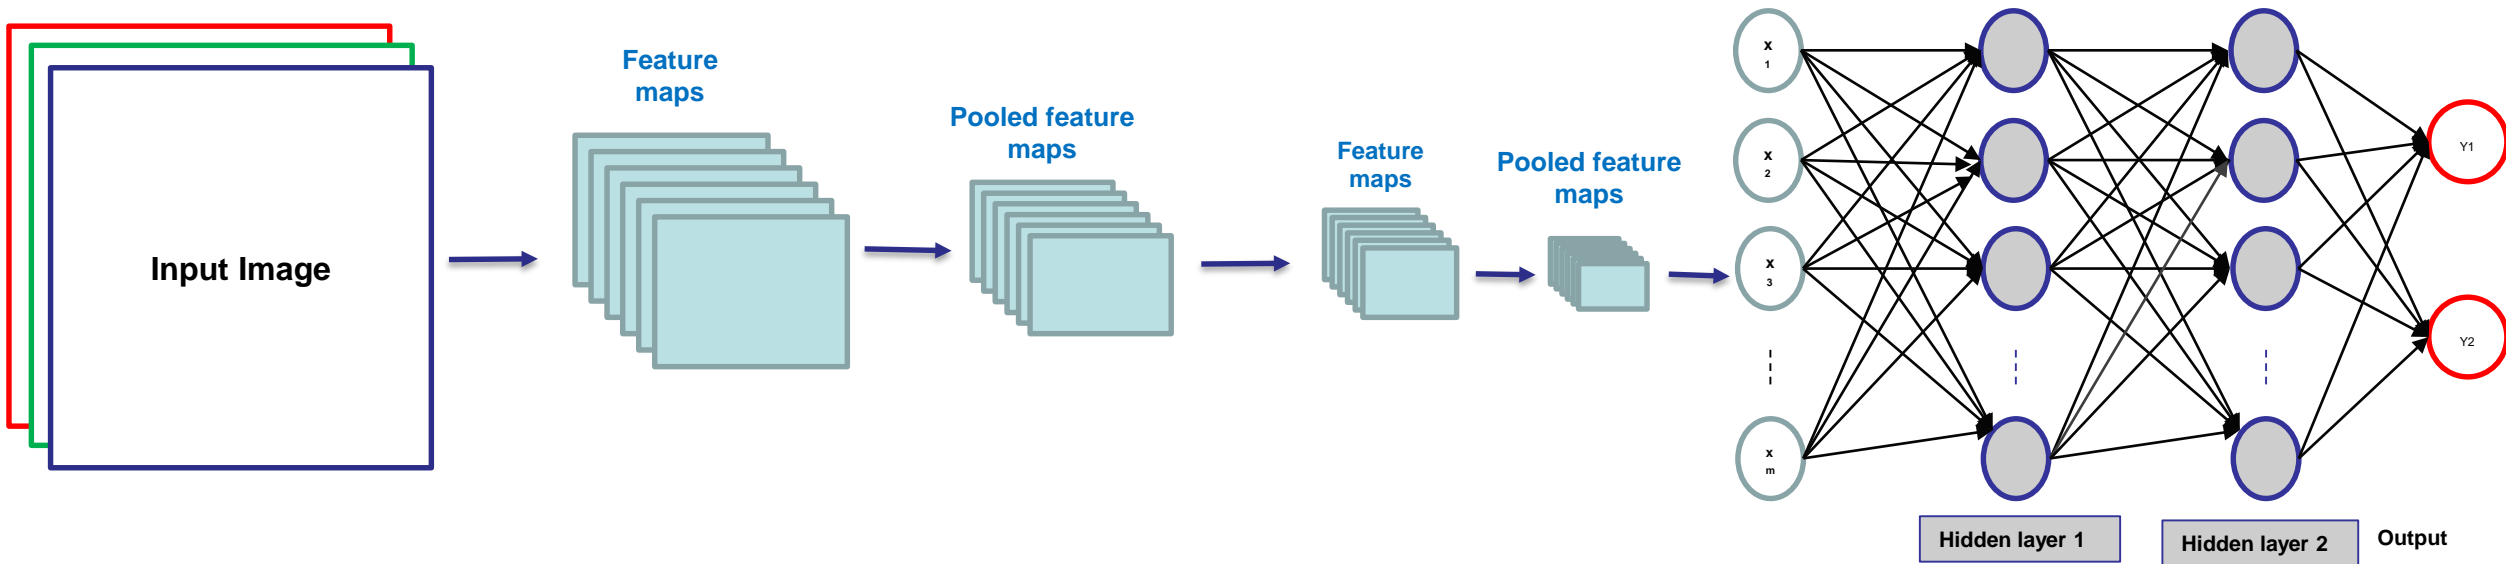 Input Image
Feature
maps
Pooled feature
maps
Feature
maps
Pooled feature
maps
x
1
x
2
x
3
x
m
Y1
Y2
Hidden layer 1
Hidden layer 2
Output